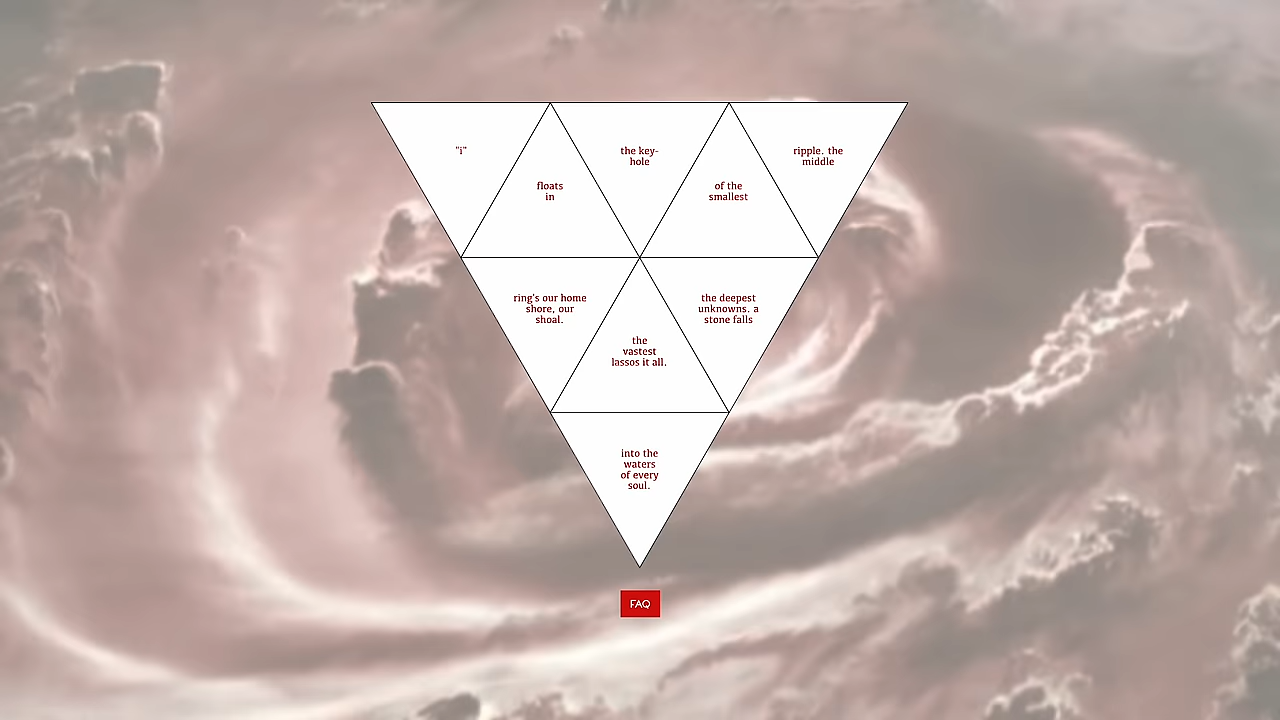 "i"
floats
in
the key-
hole
of the
smallest
ripple. the
middle
ring's our home
shore, our
shoal.
the
vastest
lassos it all.
the deepest
unknowns. a
stone falls
into the
waters
of every
soul.
FAQ